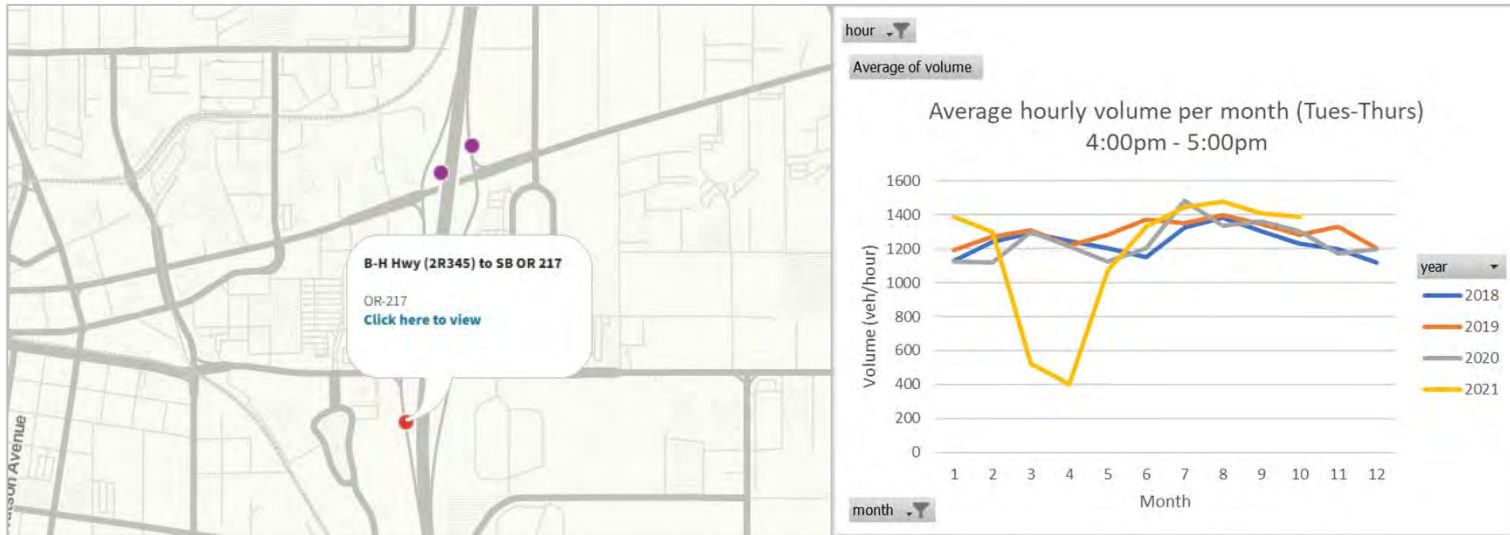 B-H Hwy (2R345) to SB OR 217
OR-217
Click here to view
hour
Average of volume
Average hourly volume per month (Tues-Thurs)
4:00pm - 5:00pm
Volume (veh/hour)
1600
1400
1200
1000
800
600
400
200
0
1 2 3 4 5 6 7 8 9 10 11 12
Month
month
year
2018
2019
2020
2021
Avenue